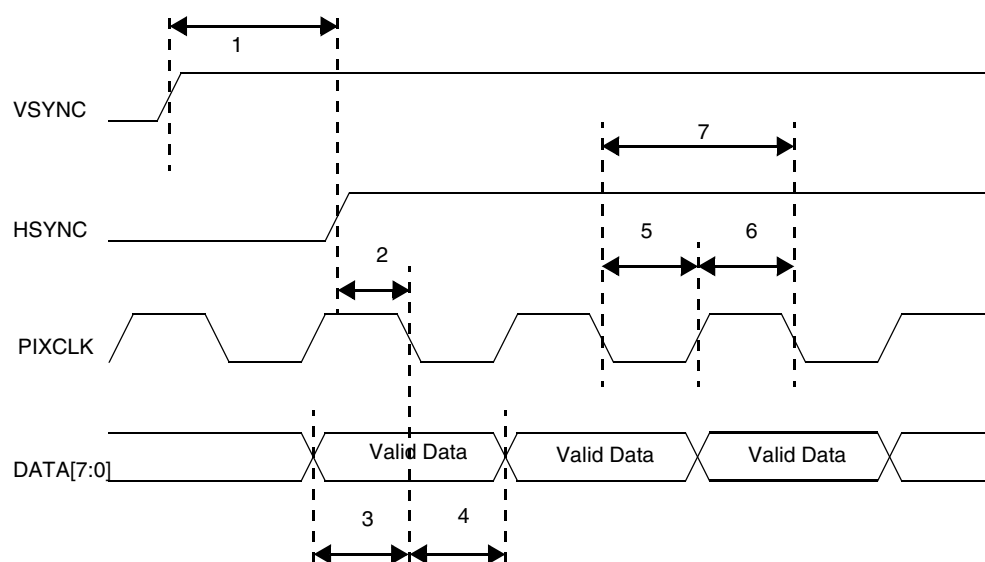 1
VSYNC
7
HSYNC
5
6
2
PIXCLK
Valid Data
Valid Data
Valid Data
DATA[7:0]
3
4